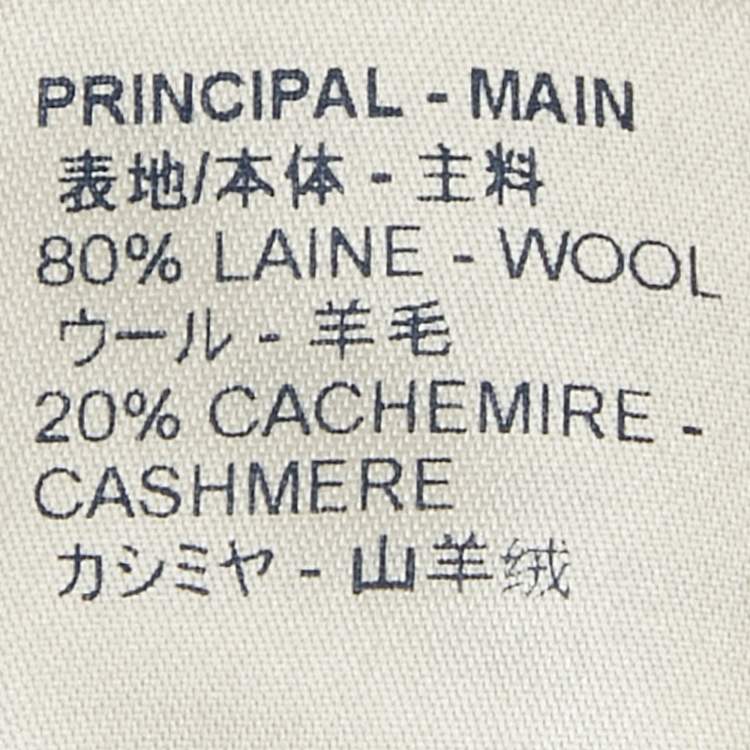 PRINCIPAL - MAIN
表地/本体 - 主料
80% LAINE - WOOL
ウール - 羊毛
20% CACHEMIRE -
CASHMERE
カシミヤ - 山羊绒